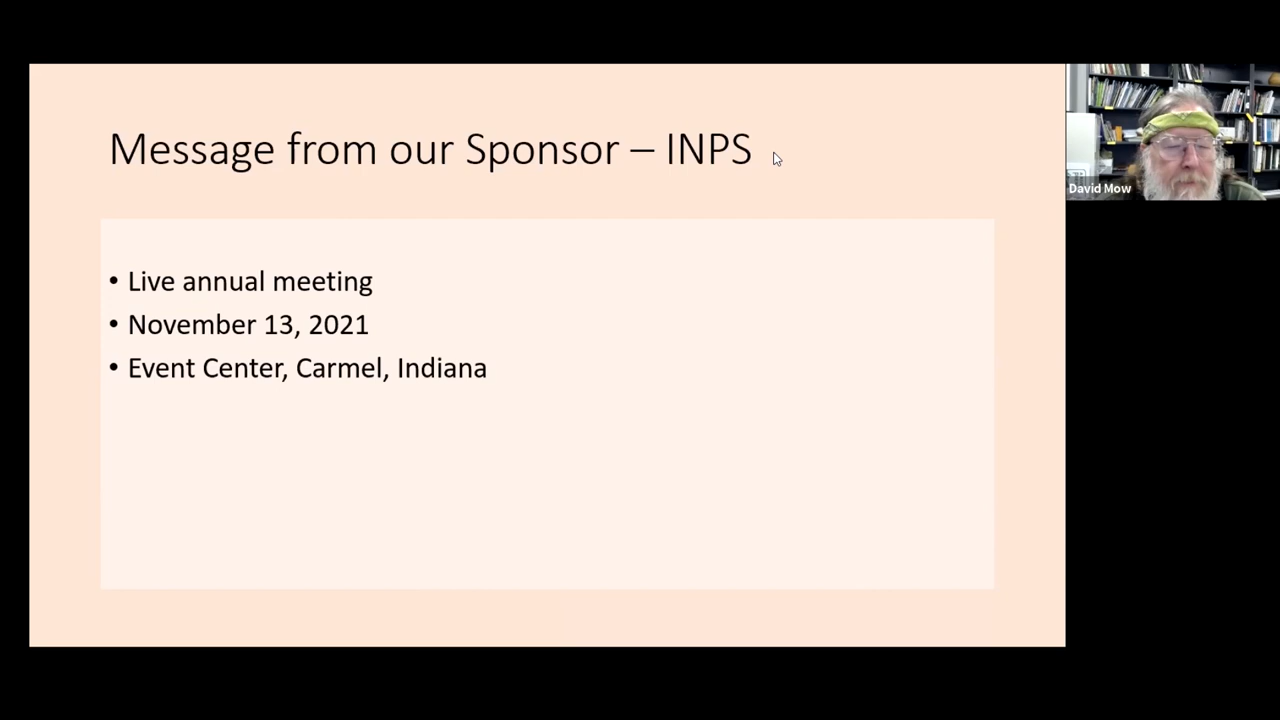 Message from our Sponsor – INPS
• Live annual meeting
• November 13, 2021
• Event Center, Carmel, Indiana
David Mow